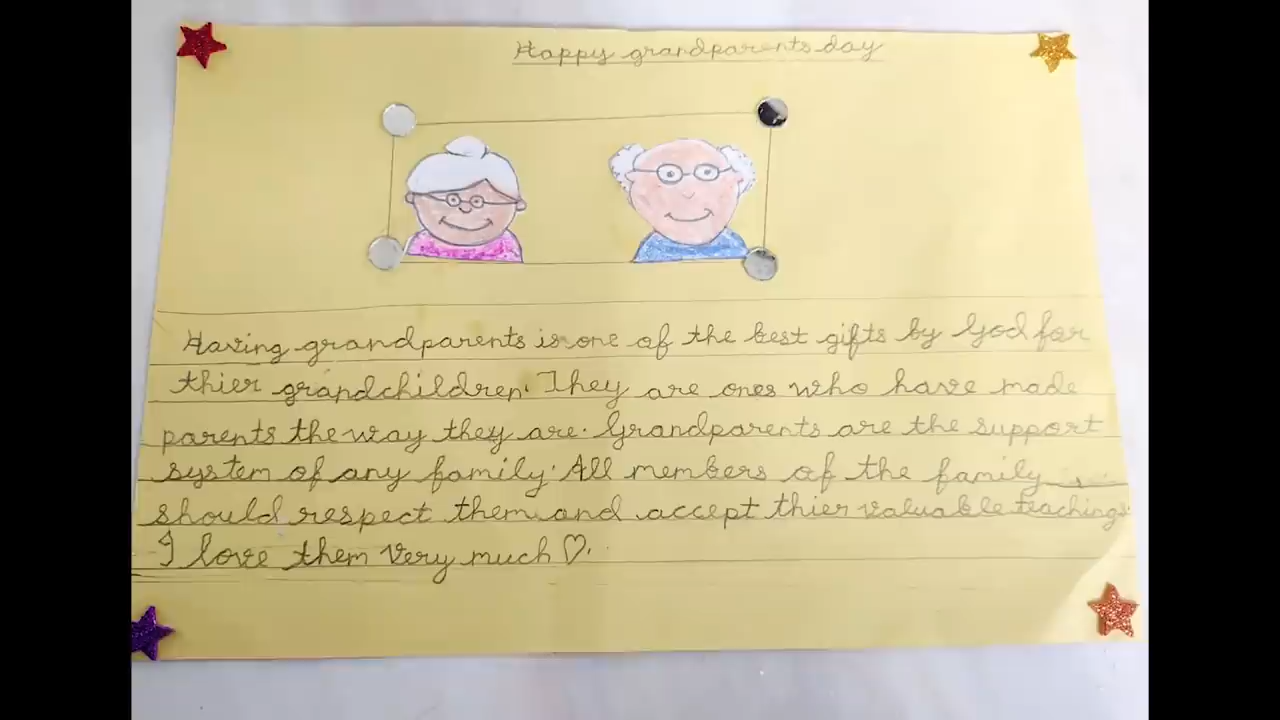 Happy grandparents day
Having grandparents is one of the best gifts by God for
thier grandchildren. They are ones who have made
parents the way they are. Grandparents are the support
system of any family. All members of the family
should respect them and accept thier valuable teachings.
I love them very much♡.